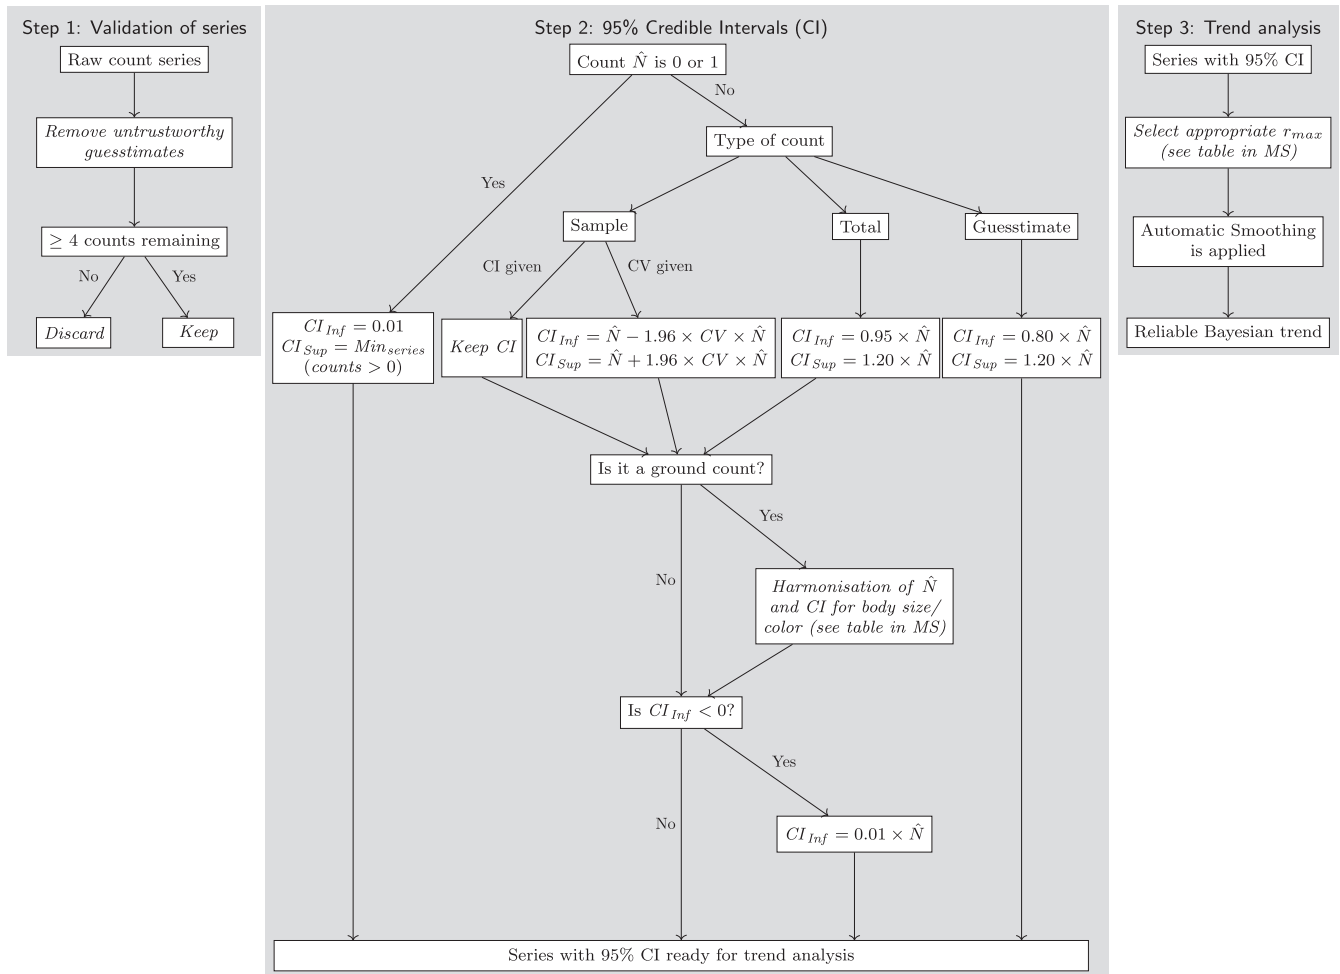 Step 1: Validation of series
Raw count series
Remove untrustworthy
guesstimates
≥ 4 counts remaining
No
Yes
Discard
Keep
Step 2: 95% Credible Intervals (CI)
Count N̂ is 0 or 1
No
Yes
Type of count
Sample
Total
Guesstimate
CI given
CV given
CI_Inf = 0.01
CI_Sup = Min_series
(counts > 0)
Keep CI
CI_Inf = N̂ − 1.96 × CV × N̂
CI_Sup = N̂ + 1.96 × CV × N̂
CI_Inf = 0.95 × N̂
CI_Sup = 1.20 × N̂
CI_Inf = 0.80 × N̂
CI_Sup = 1.20 × N̂
Is it a ground count?
Yes
No
Harmonisation of N̂
and CI for body size/
color (see table in MS)
Is CI_Inf < 0?
Yes
No
CI_Inf = 0.01 × N̂
Series with 95% CI ready for trend analysis
Step 3: Trend analysis
Series with 95% CI
Select appropriate r_max
(see table in MS)
Automatic Smoothing
is applied
Reliable Bayesian trend